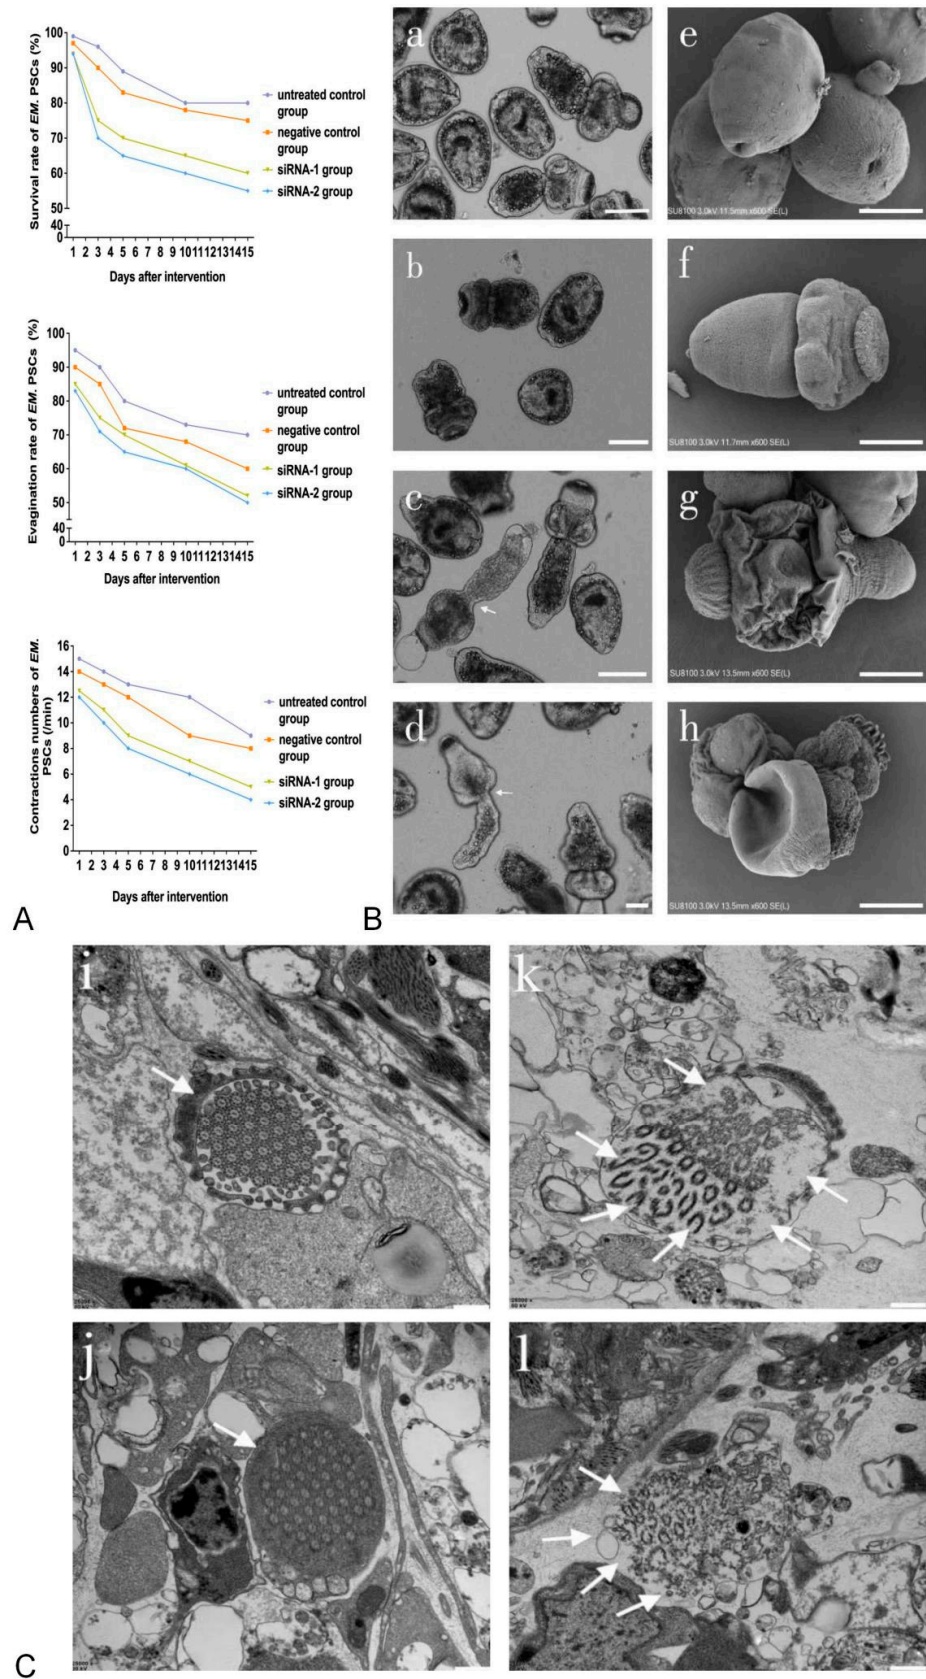 100
90
80
70
60
50
40
0
Survival rate of EM. PSCs (%)
1 2 3 4 5 6 7 8 9 10 11 12 13 14 15
Days after intervention
untreated control
group
negative control
group
siRNA-1 group
siRNA-2 group
100
90
80
70
60
50
40
0
Evagination rate of EM. PSCs (%)
1 2 3 4 5 6 7 8 9 10 11 12 13 14 15
Days after intervention
untreated control
group
negative control
group
siRNA-1 group
siRNA-2 group
16
14
12
10
8
6
4
2
0
Contractions numbers of EM.
PSCs (/min)
1 2 3 4 5 6 7 8 9 10 11 12 13 14 15
Days after intervention
untreated control
group
negative control
group
siRNA-1 group
siRNA-2 group
A
a
b
c
d
e
SU8100 3.0kV 11.5mm x600 SE(L)
f
SU8100 3.0kV 11.7mm x600 SE(L)
g
SU8100 3.0kV 13.5mm x600 SE(L)
h
SU8100 3.0kV 13.5mm x600 SE(L)
B
i
k
j
l
C